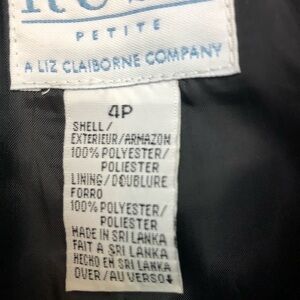 PETITE
A LIZ CLAIBORNE COMPANY
4P
SHELL/
EXTERIEUR/ARMAZON
100% POLYESTER/
POLIESTER
LINING/DOUBLURE
FORRO
100% POLYESTER/
POLIESTER
MADE IN SRI LANKA
FAIT A SRI LANKA
HECHO EN SRI LANKA
OVER/AU VERSO↓